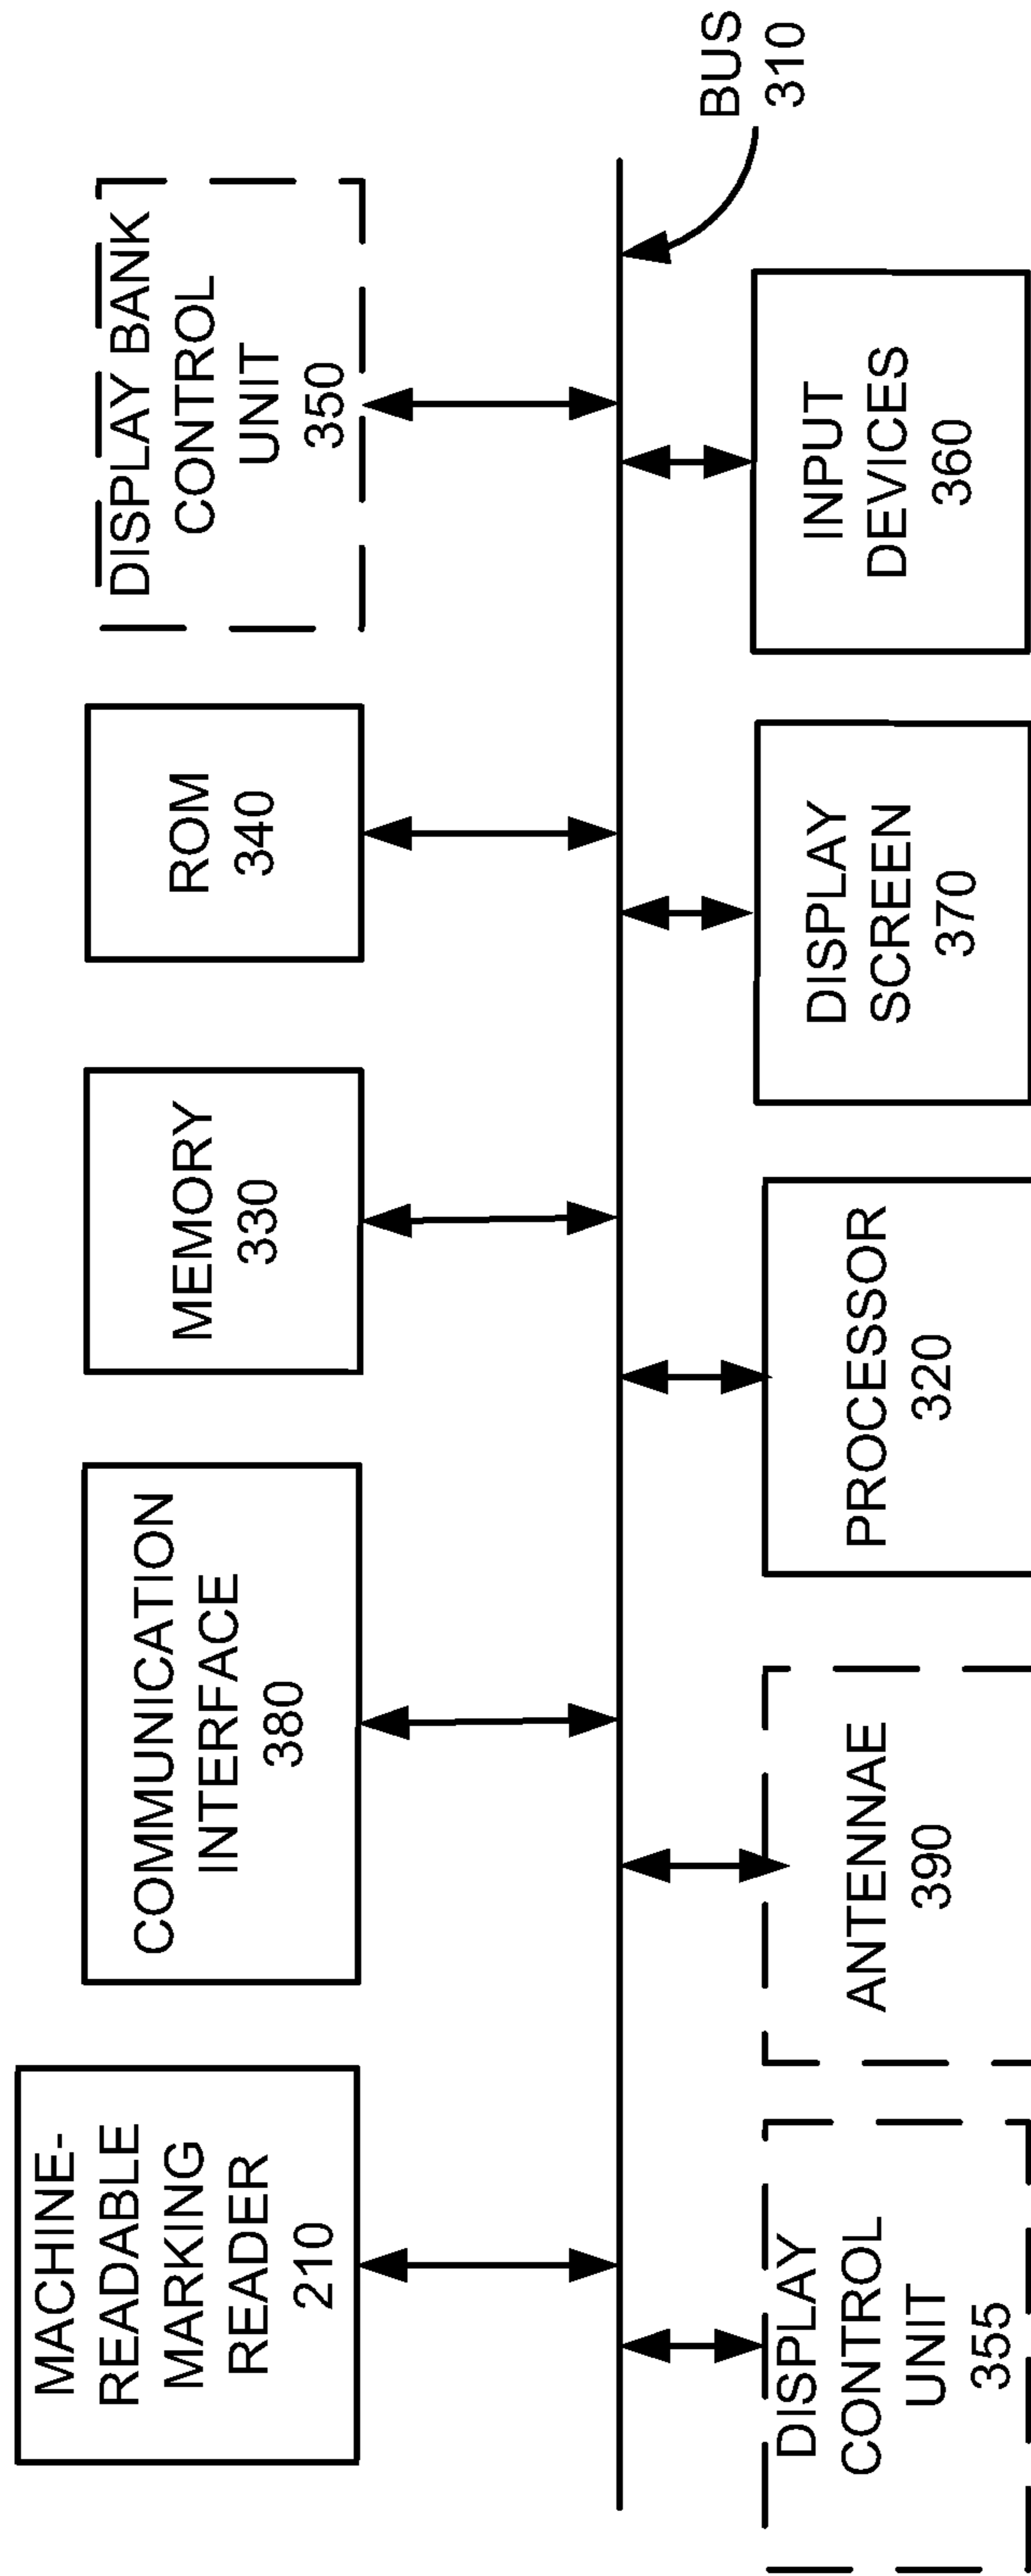 MACHINE-
READABLE
MARKING
READER
210
COMMUNICATION
INTERFACE
380
MEMORY
330
ROM
340
DISPLAY BANK
CONTROL
UNIT
350
BUS
310
DISPLAY
CONTROL
UNIT
355
ANTENNAE
390
PROCESSOR
320
DISPLAY
SCREEN
370
INPUT
DEVICES
360